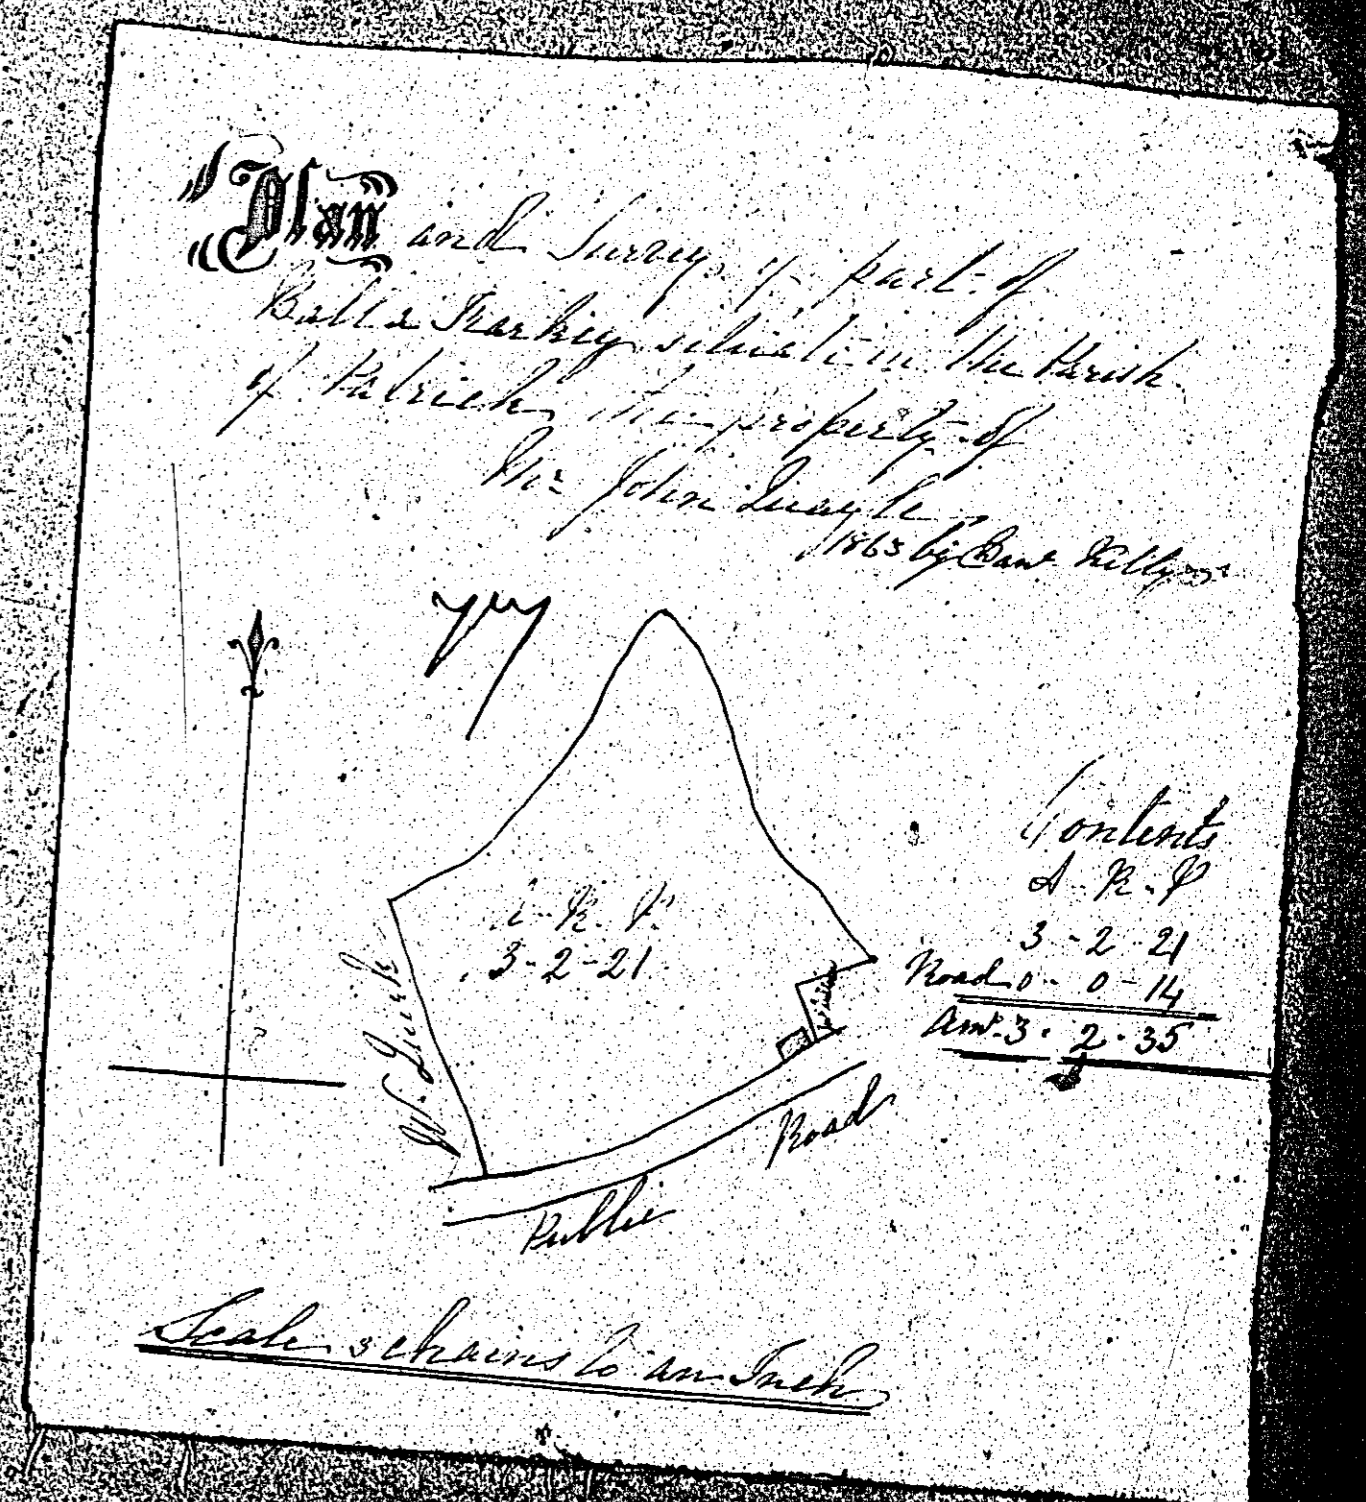 Plan and Survey of part of
Balla Sharkey situate in the Parish
of Patrick the property of
Mr John Quayle
1863 by Kelly
W. Quirk
A. R. P.
3-2-21
Contents
A. R. P
3-2-21
Road 0-0-14
Amt. 3. 2. 35
Road
Public
Scale 3 chains to an Inch